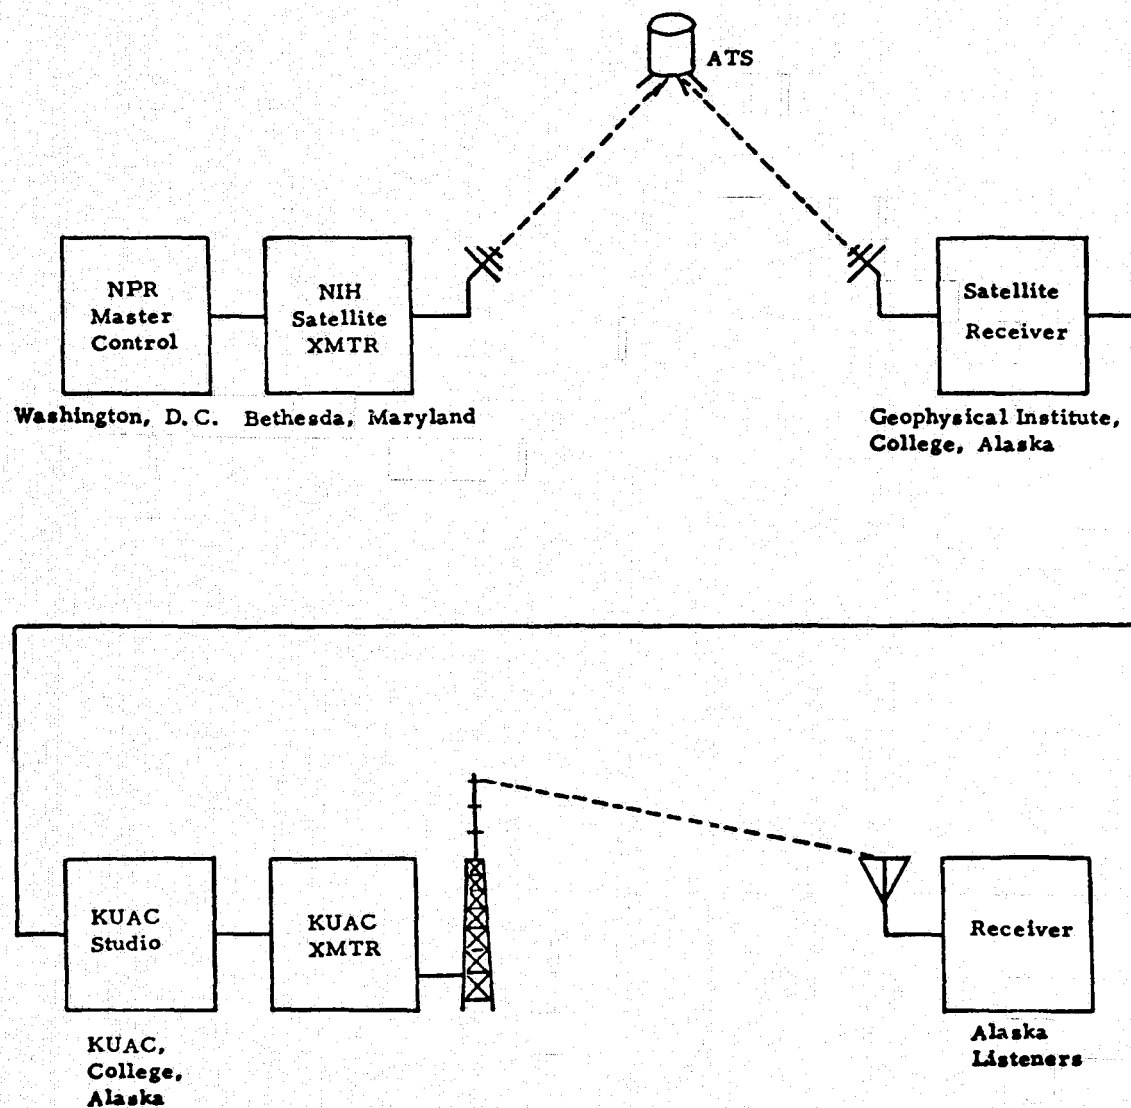 ATS
NPR
Master
Control
NIH
Satellite
XMTR
Satellite
Receiver
Washington, D.C.
Bethesda, Maryland
Geophysical Institute,
College, Alaska
KUAC
Studio
KUAC
XMTR
Receiver
KUAC,
College,
Alaska
Alaska
Listeners